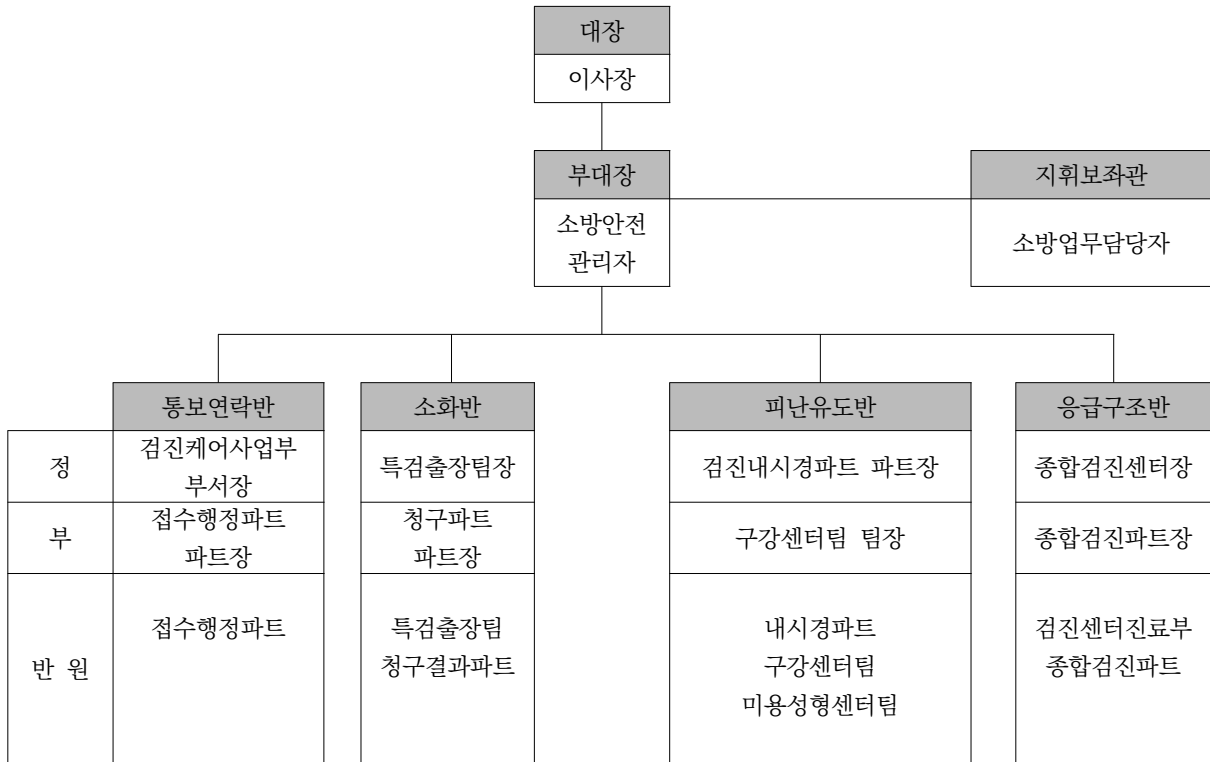 대장
이사장
부대장
지휘보좌관
소방안전
관리자
소방업무담당자
통보연락반
소화반
피난유도반
응급구조반
정
검진케어사업부
부서장
특검출장팀장
검진내시경파트 파트장
종합검진센터장
부
접수행정파트
파트장
청구파트
파트장
구강센터팀 팀장
종합검진파트장
반 원
접수행정파트
특검출장팀
청구결과파트
내시경파트
구강센터팀
미용성형센터팀
검진센터진료부
종합검진파트